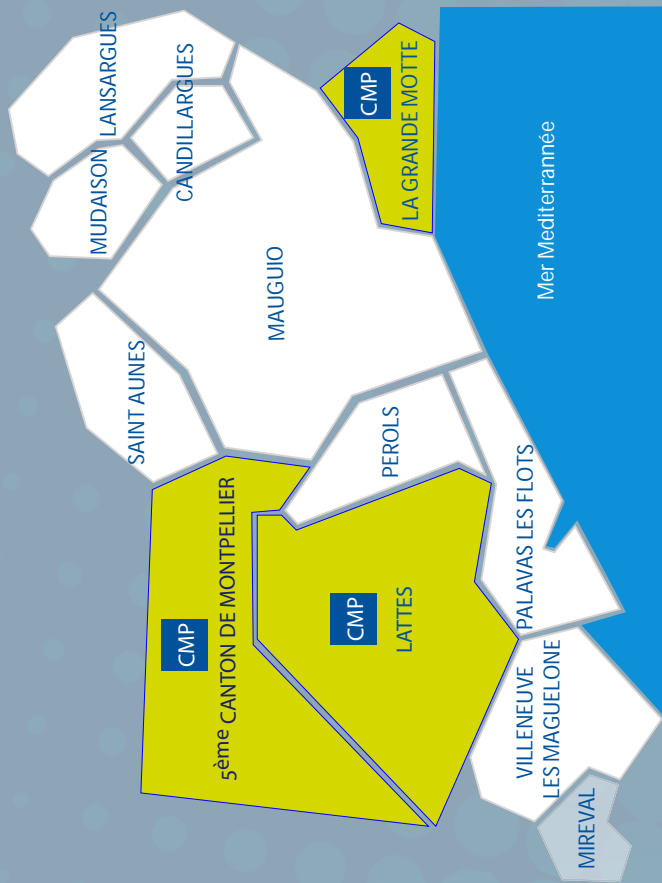 MUDAISON
LANSARGUES
SAINT AUNES
CANDILLARGUES
CMP
5ème CANTON DE MONTPELLIER
MAUGUIO
CMP
LATTES
PEROLS
CMP
LA GRANDE MOTTE
VILLENEUVE
LES MAGUELONE
PALAVAS LES FLOTS
Mer Mediterrannée
MIREVAL